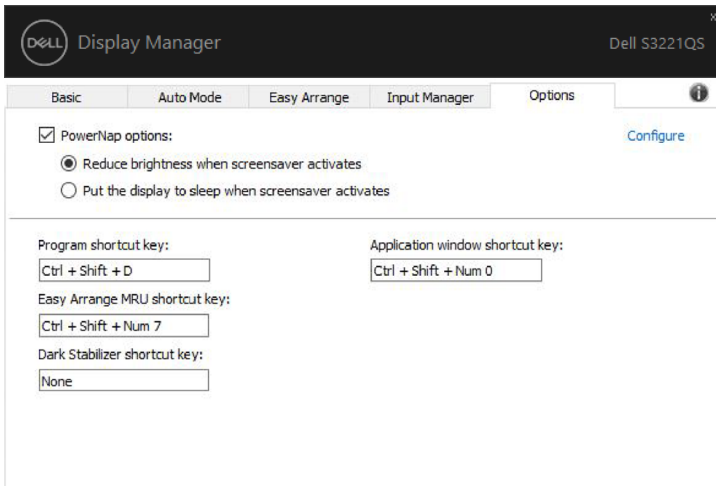 DELL Display Manager
Dell S3221QS
x
Basic
Auto Mode
Easy Arrange
Input Manager
Options
i
PowerNap options:
Configure
Reduce brightness when screensaver activates
Put the display to sleep when screensaver activates
Program shortcut key:
Application window shortcut key:
Ctrl + Shift + D
Ctrl + Shift + Num 0
Easy Arrange MRU shortcut key:
Ctrl + Shift + Num 7
Dark Stabilizer shortcut key:
None